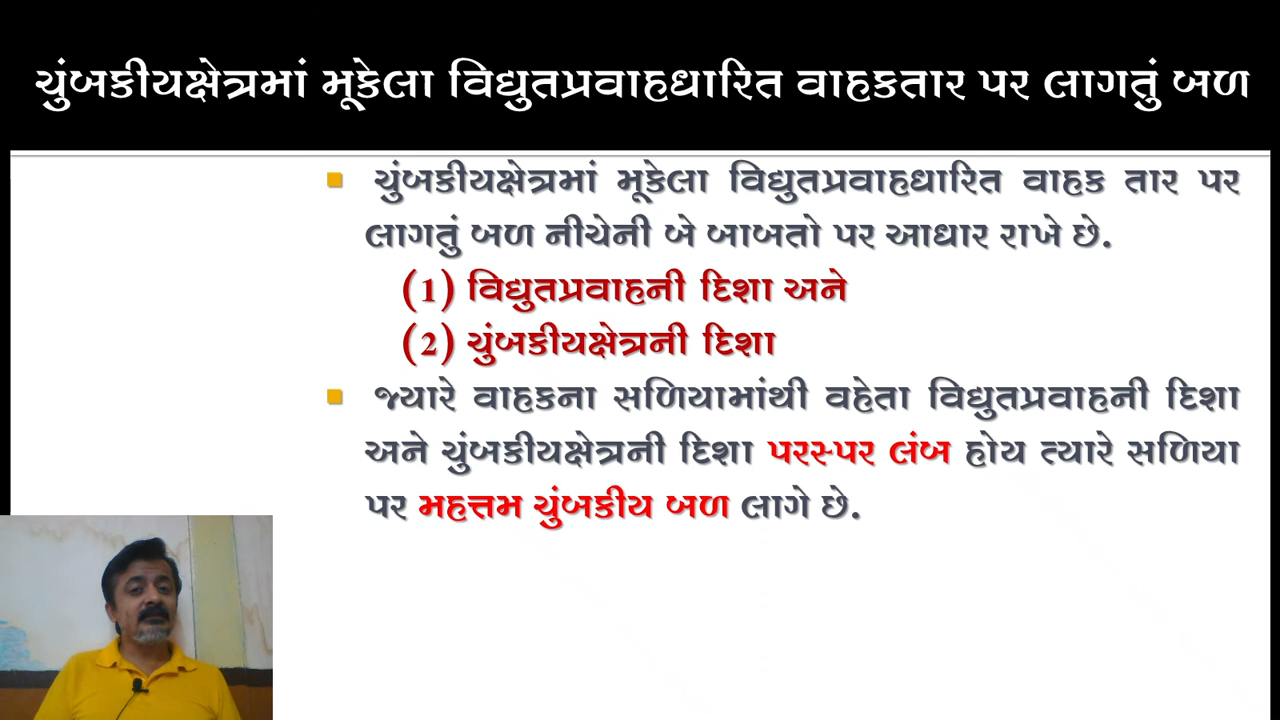 ચુંબકીયક્ષેત્રમાં મૂકેલા વિદ્યુતપ્રવાહધારિત વાહકતાર પર લાગતું બળ
ચુંબકીયક્ષેત્રમાં મૂકેલા વિદ્યુતપ્રવાહધારિત વાહક તાર પર
લાગતું બળ નીચેની બે બાબતો પર આધાર રાખે છે.
(1) વિદ્યુતપ્રવાહની દિશા અને
(2) ચુંબકીયક્ષેત્રની દિશા
જ્યારે વાહકના સળિયામાંથી વહેતા વિદ્યુતપ્રવાહની દિશા
અને ચુંબકીયક્ષેત્રની દિશા પરસ્પર લંબ હોય ત્યારે સળિયા
પર મહત્તમ ચુંબકીય બળ લાગે છે.